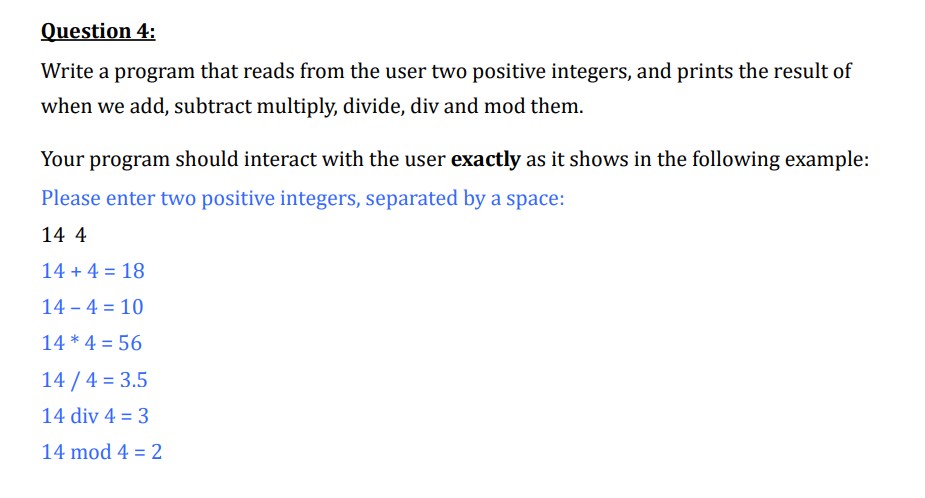 Question 4:
Write a program that reads from the user two positive integers, and prints the result of
when we add, subtract multiply, divide, div and mod them.
Your program should interact with the user exactly as it shows in the following example:
Please enter two positive integers, separated by a space:
14  4
14 + 4 = 18
14 – 4 = 10
14 * 4 = 56
14 / 4 = 3.5
14 div 4 = 3
14 mod 4 = 2